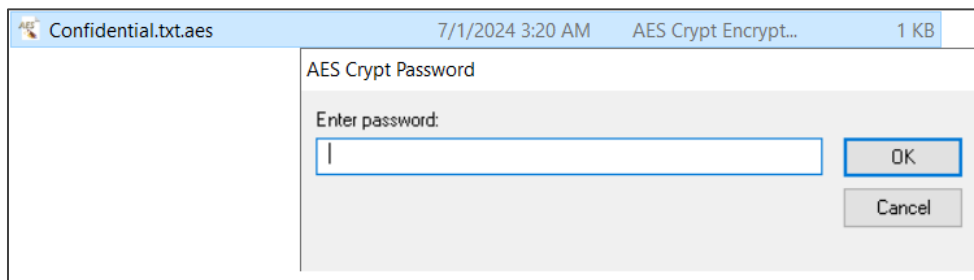 Confidential.txt.aes 7/1/2024 3:20 AM AES Crypt Encrypt... 1 KB
AES Crypt Password
Enter password:
OK
Cancel